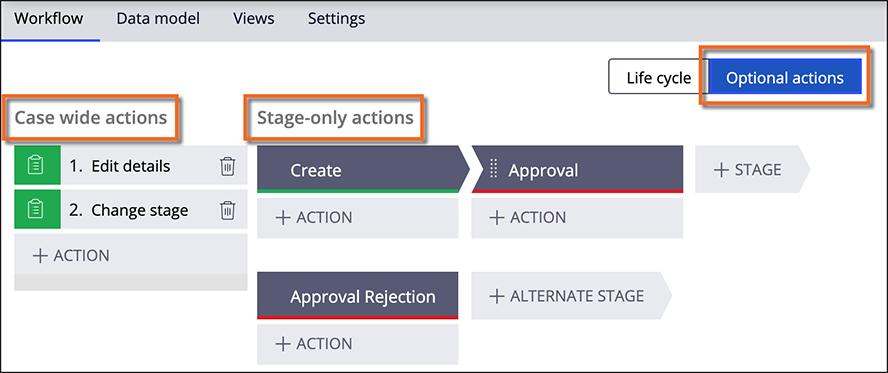 Workflow Data model Views Settings
Life cycle Optional actions
Case wide actions Stage-only actions
1. Edit details Create Approval + STAGE
2. Change stage + ACTION + ACTION
+ ACTION
Approval Rejection + ALTERNATE STAGE
+ ACTION